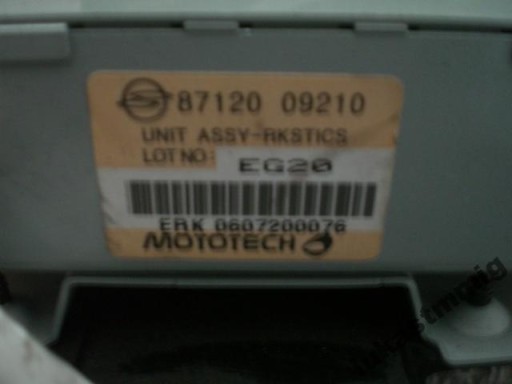 87120 09210
UNIT ASSY-RKSTICS
LOT NO: EG20
ERK 0607200076
MOTOTECH